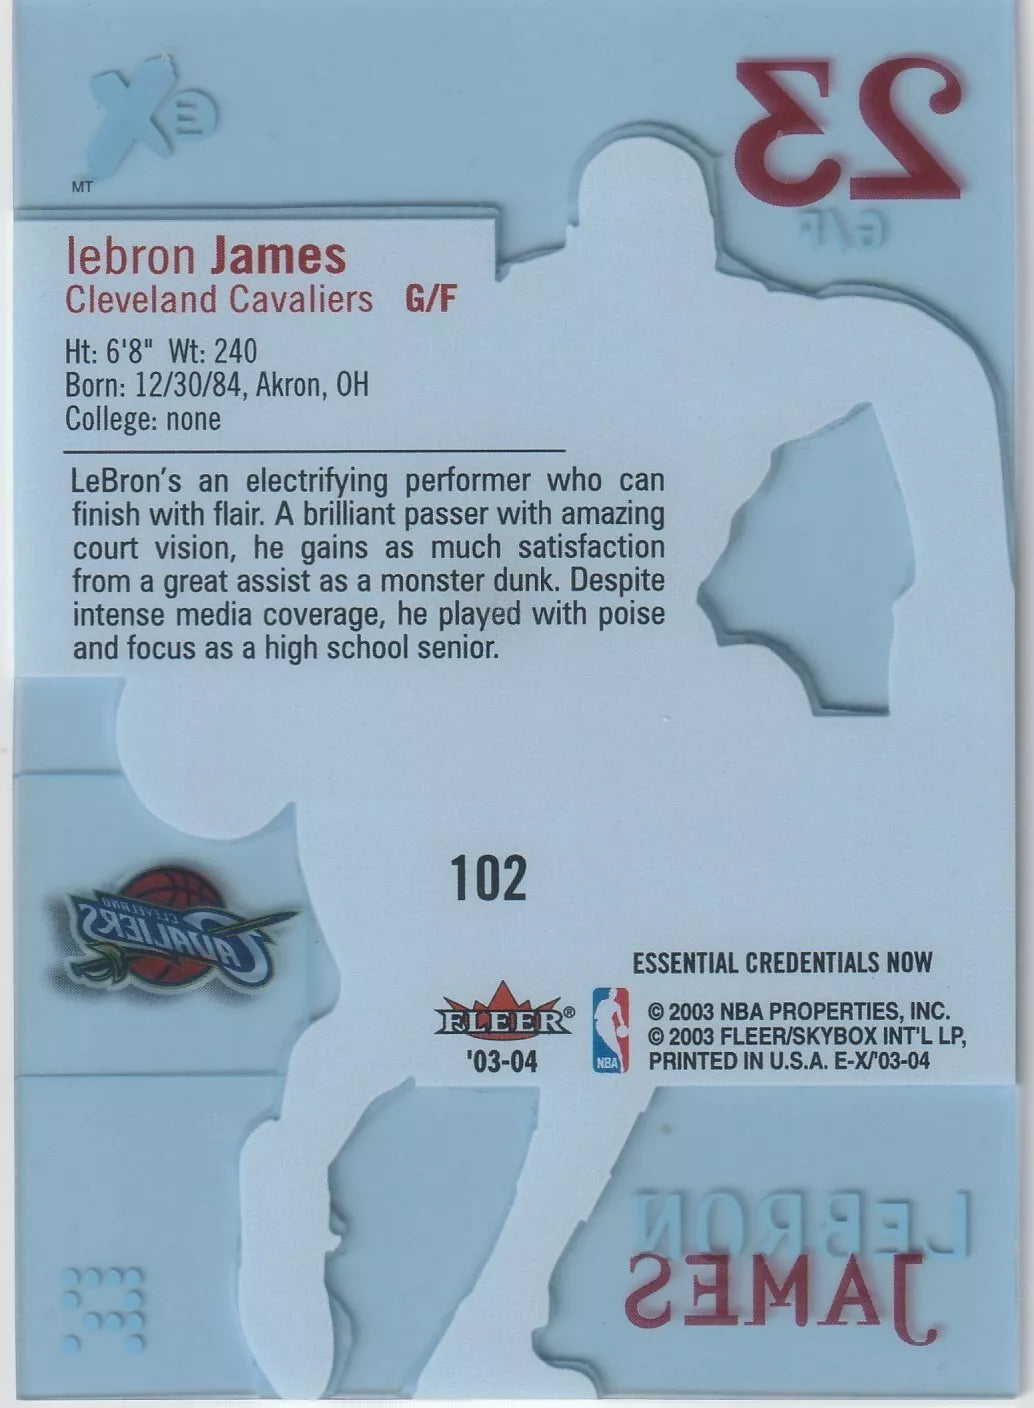 23
E
MT
G/F
lebron James
Cleveland Cavaliers G/F
Ht: 6'8" Wt: 240
Born: 12/30/84, Akron, OH
College: none
LeBron's an electrifying performer who can
finish with flair. A brilliant passer with amazing
court vision, he gains as much satisfaction
from a great assist as a monster dunk. Despite
intense media coverage, he played with poise
and focus as a high school senior.
102
CLEVELAND
CAVALIERS
ESSENTIAL CREDENTIALS NOW
FLEER®
'03-04
NBA
© 2003 NBA PROPERTIES, INC.
© 2003 FLEER/SKYBOX INT'L LP,
PRINTED IN U.S.A. E-X/'03-04
LEBRON
JAMES